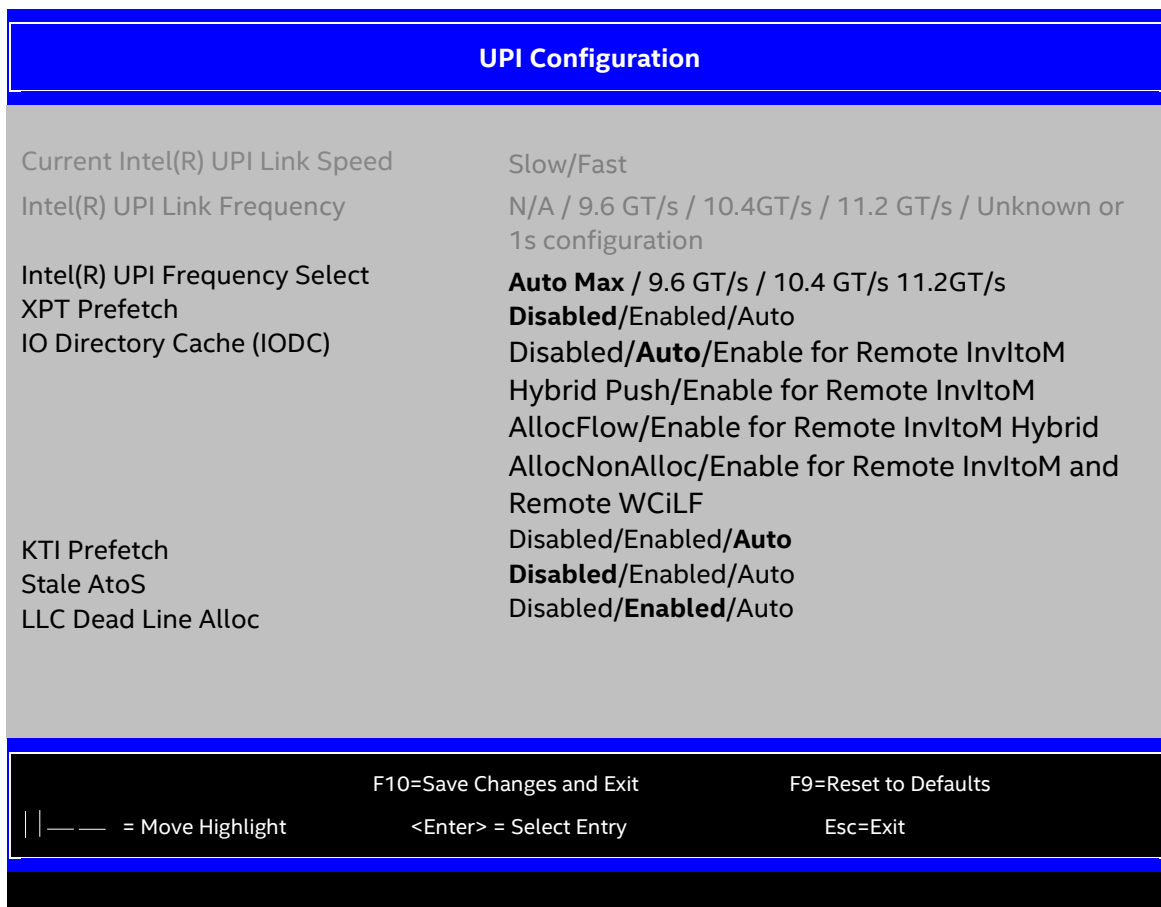 UPI Configuration
Current Intel(R) UPI Link Speed Slow/Fast
Intel(R) UPI Link Frequency N/A / 9.6 GT/s / 10.4GT/s / 11.2 GT/s / Unknown or
1s configuration
Intel(R) UPI Frequency Select Auto Max / 9.6 GT/s / 10.4 GT/s 11.2GT/s
XPT Prefetch Disabled/Enabled/Auto
IO Directory Cache (IODC) Disabled/Auto/Enable for Remote InvItoM
Hybrid Push/Enable for Remote InvItoM
AllocFlow/Enable for Remote InvItoM Hybrid
AllocNonAlloc/Enable for Remote InvItoM and
Remote WCiLF
KTI Prefetch Disabled/Enabled/Auto
Stale AtoS Disabled/Enabled/Auto
LLC Dead Line Alloc Disabled/Enabled/Auto
F10=Save Changes and Exit F9=Reset to Defaults
= Move Highlight <Enter> = Select Entry Esc=Exit